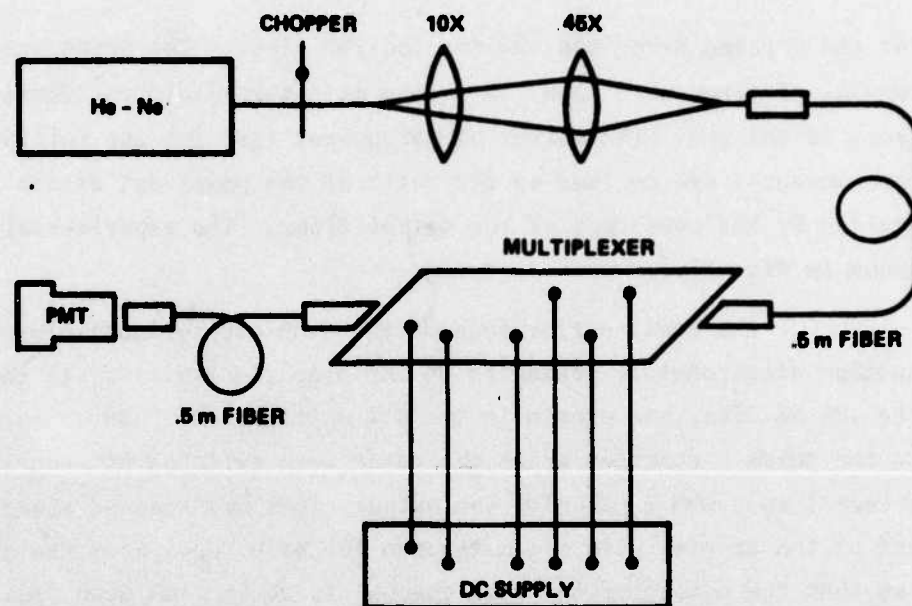 CHOPPER
10X
45X
He - Ne
MULTIPLEXER
PMT
.5 m FIBER
.5 m FIBER
DC SUPPLY